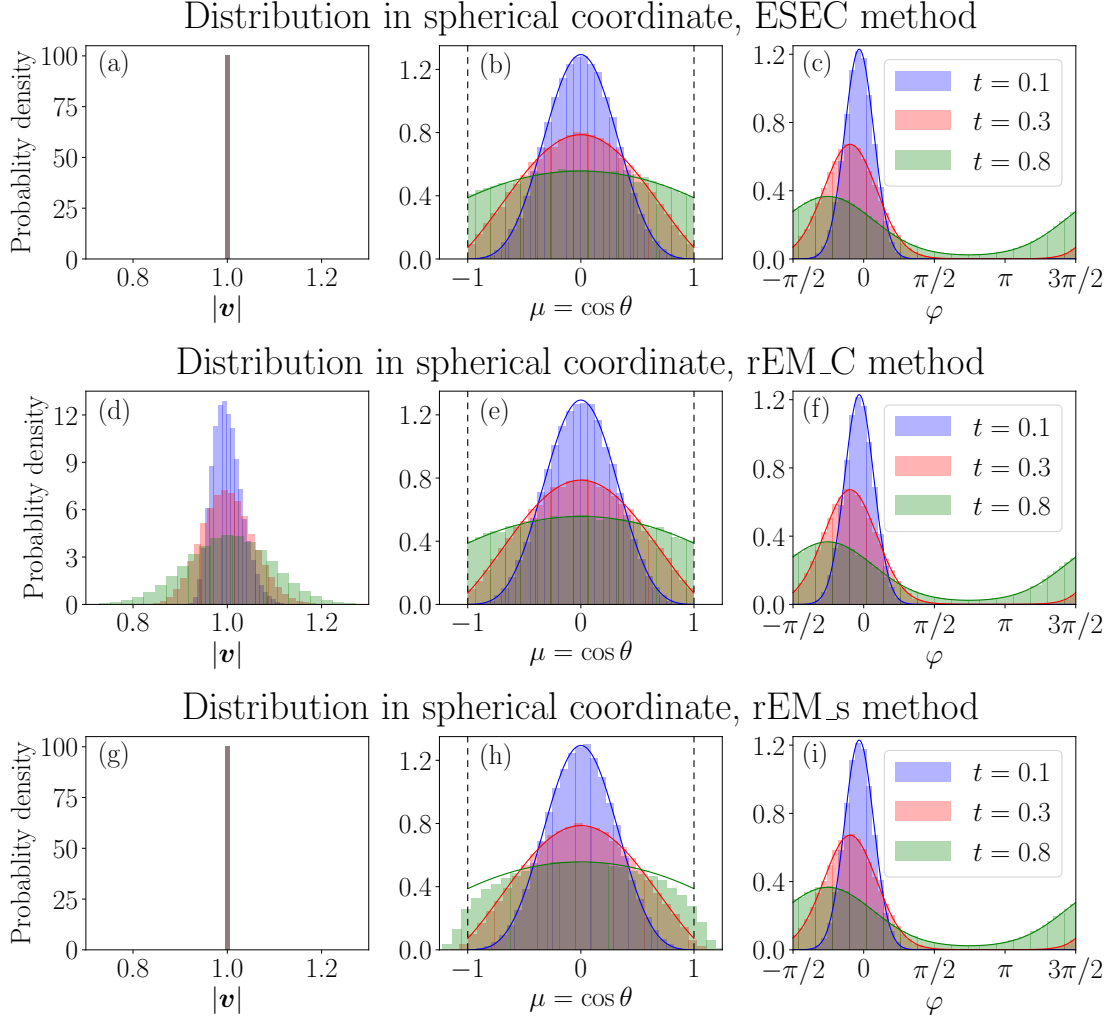 Distribution in spherical coordinate, ESEC method
Probablity density
100
75
50
25
0
(a)
0.8 1.0 1.2
|v|
1.2
0.8
0.4
0.0
(b)
−1 0 1
μ = cos θ
1.2
0.8
0.4
0.0
(c)
t = 0.1
t = 0.3
t = 0.8
−π/2 0 π/2 π 3π/2
φ
Distribution in spherical coordinate, rEM_C method
Probablity density
12
9
6
3
0
(d)
0.8 1.0 1.2
|v|
1.2
0.8
0.4
0.0
(e)
−1 0 1
μ = cos θ
1.2
0.8
0.4
0.0
(f)
t = 0.1
t = 0.3
t = 0.8
−π/2 0 π/2 π 3π/2
φ
Distribution in spherical coordinate, rEM_s method
Probablity density
100
75
50
25
0
(g)
0.8 1.0 1.2
|v|
1.2
0.8
0.4
0.0
(h)
−1 0 1
μ = cos θ
1.2
0.8
0.4
0.0
(i)
t = 0.1
t = 0.3
t = 0.8
−π/2 0 π/2 π 3π/2
φ